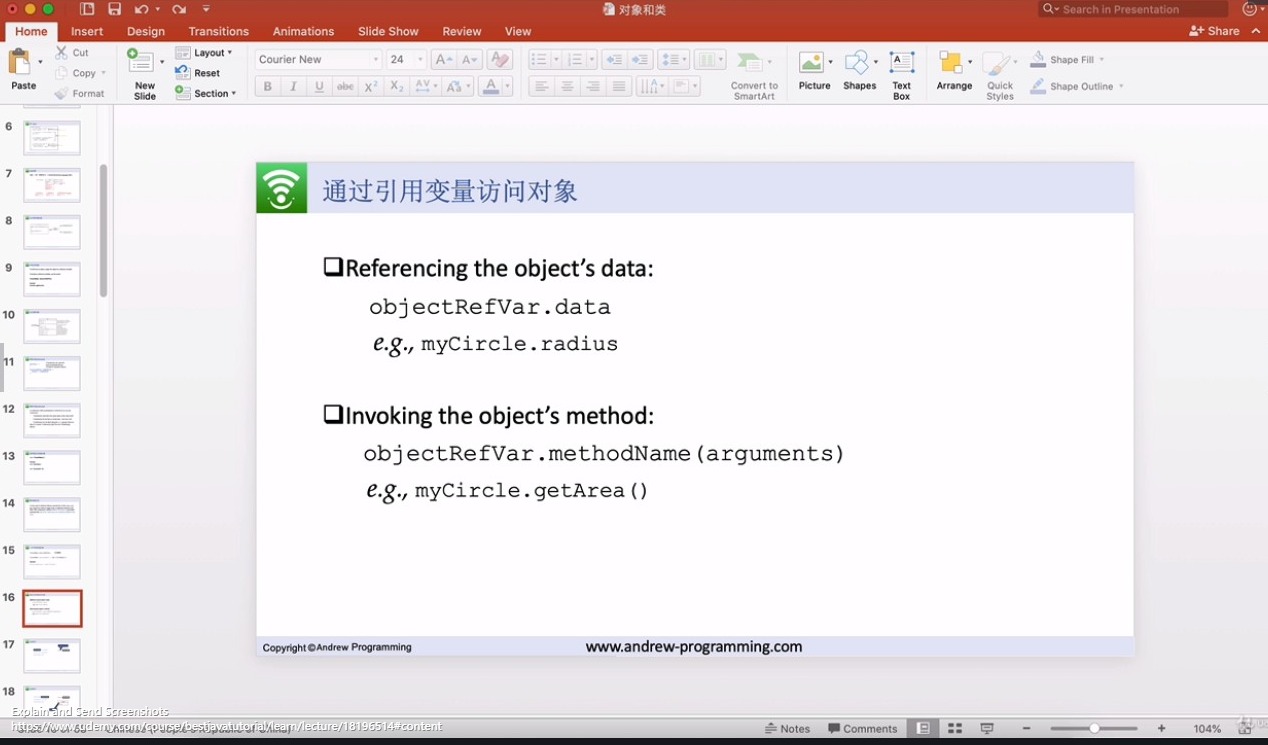 对象和类
Search in Presentation
Home Insert Design Transitions Animations Slide Show Review View Share
Paste
Cut
Copy
Format
New Slide
Layout
Reset
Section
Courier New 24
Convert to SmartArt
Picture
Shapes
Text Box
Arrange
Quick Styles
Shape Fill
Shape Outline
6
7
8
9
10
11
12
13
14
15
16
17
18
通过引用变量访问对象
Referencing the object’s data:
objectRefVar.data
e.g., myCircle.radius
Invoking the object’s method:
objectRefVar.methodName(arguments)
e.g., myCircle.getArea()
Copyright ©Andrew Programming
www.andrew-programming.com
Explain and Send Screenshots
https://www.udemy.com/course/bestjavatutorial/learn/lecture/18196514#content
Notes Comments 104%